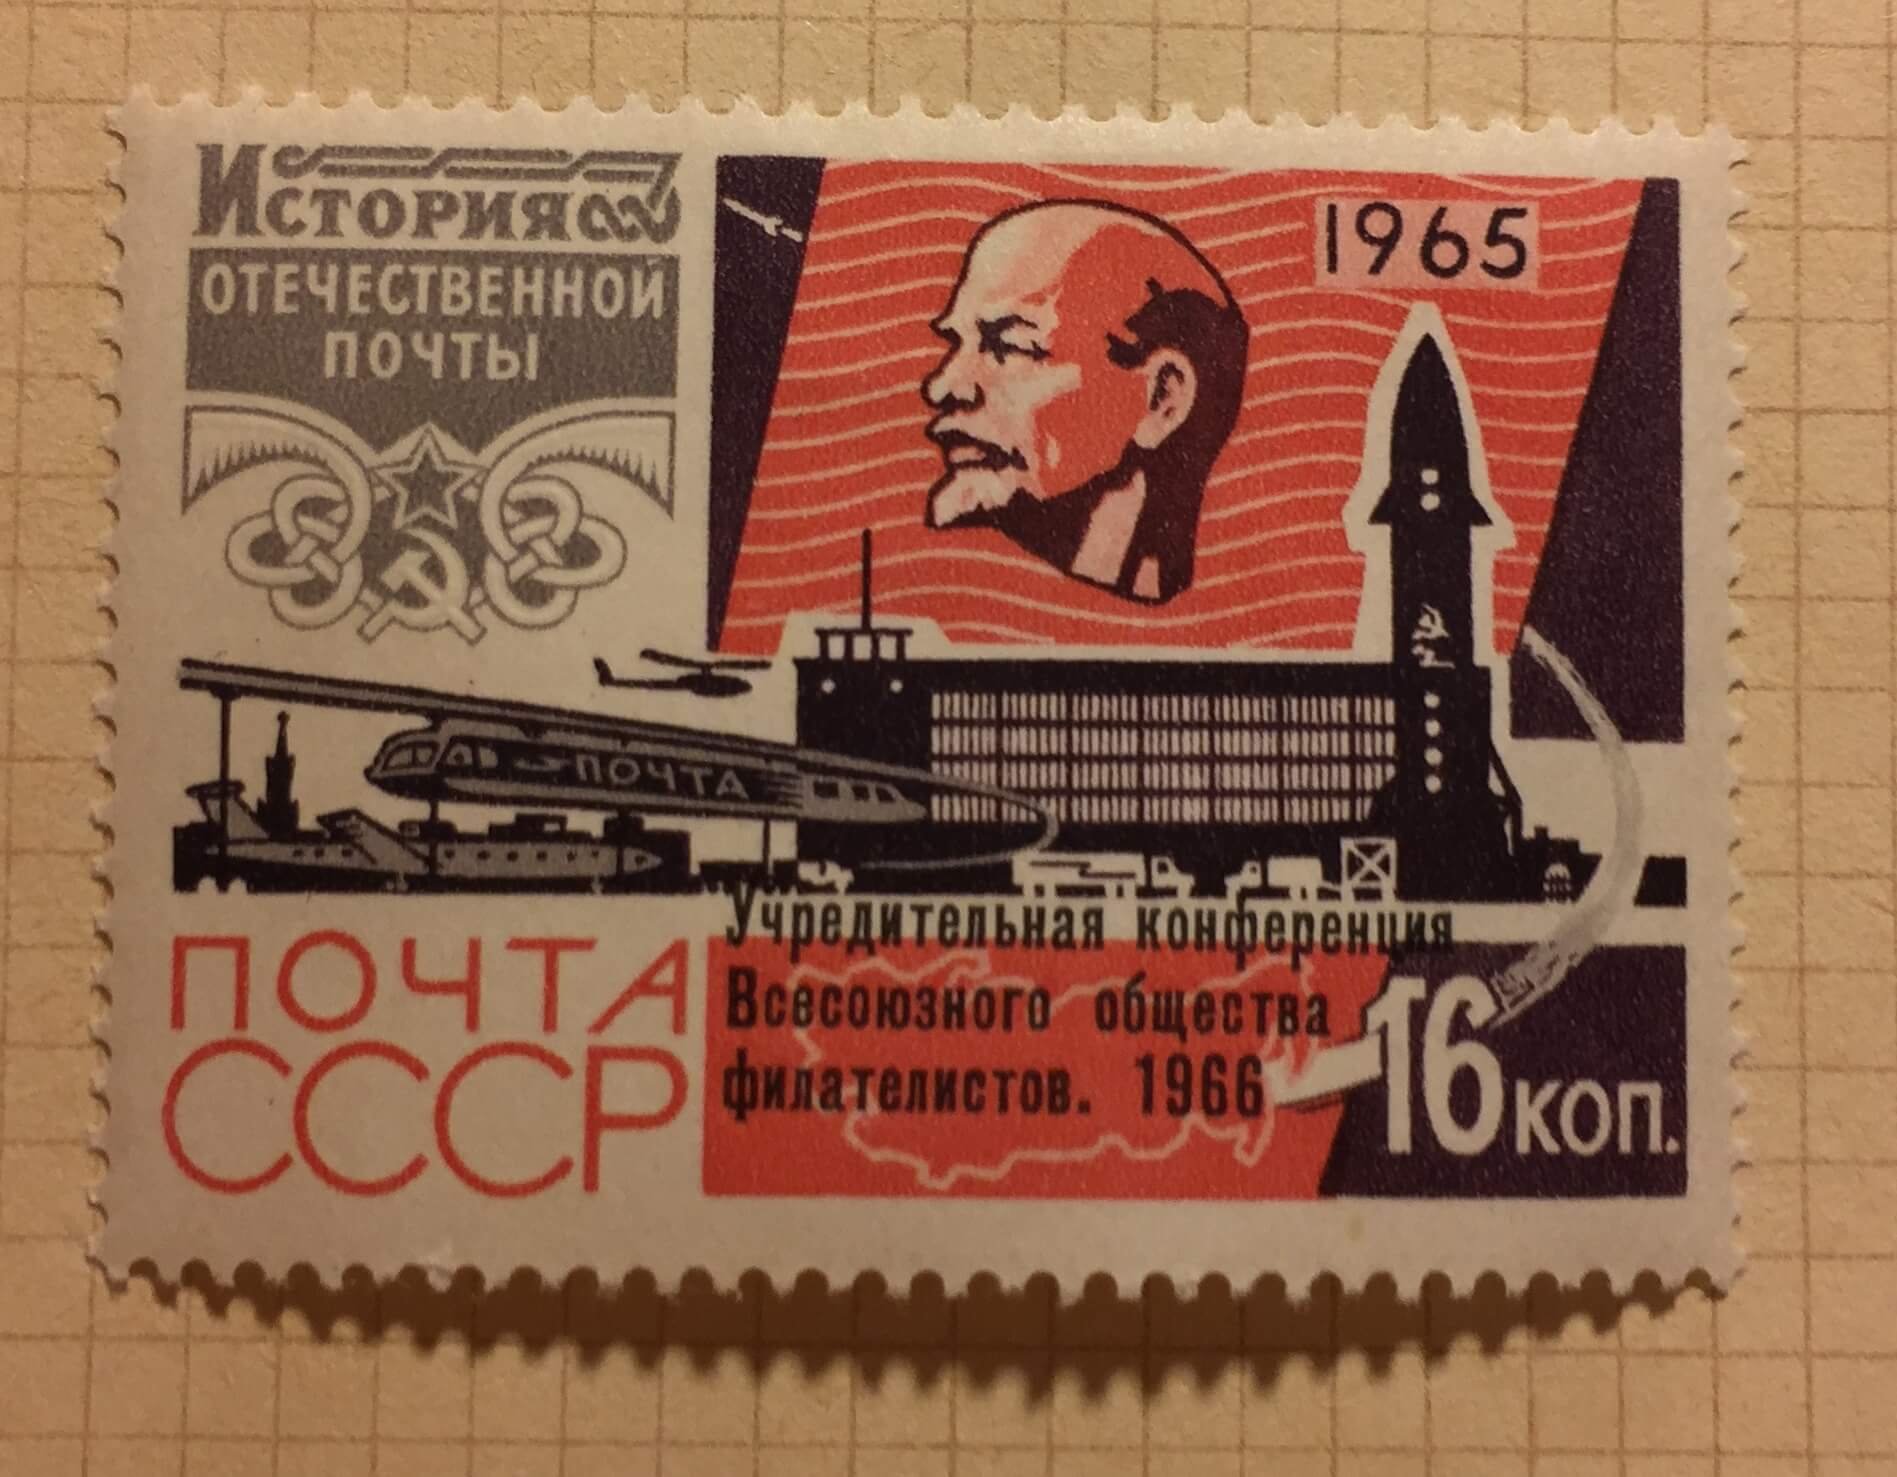 История
ОТЕЧЕСТВЕННОЙ
ПОЧТЫ
1965
ПОЧТА
ПОЧТА
СССР
Учредительная конференция
Всесоюзного общества
филателистов. 1966
16 КОП.